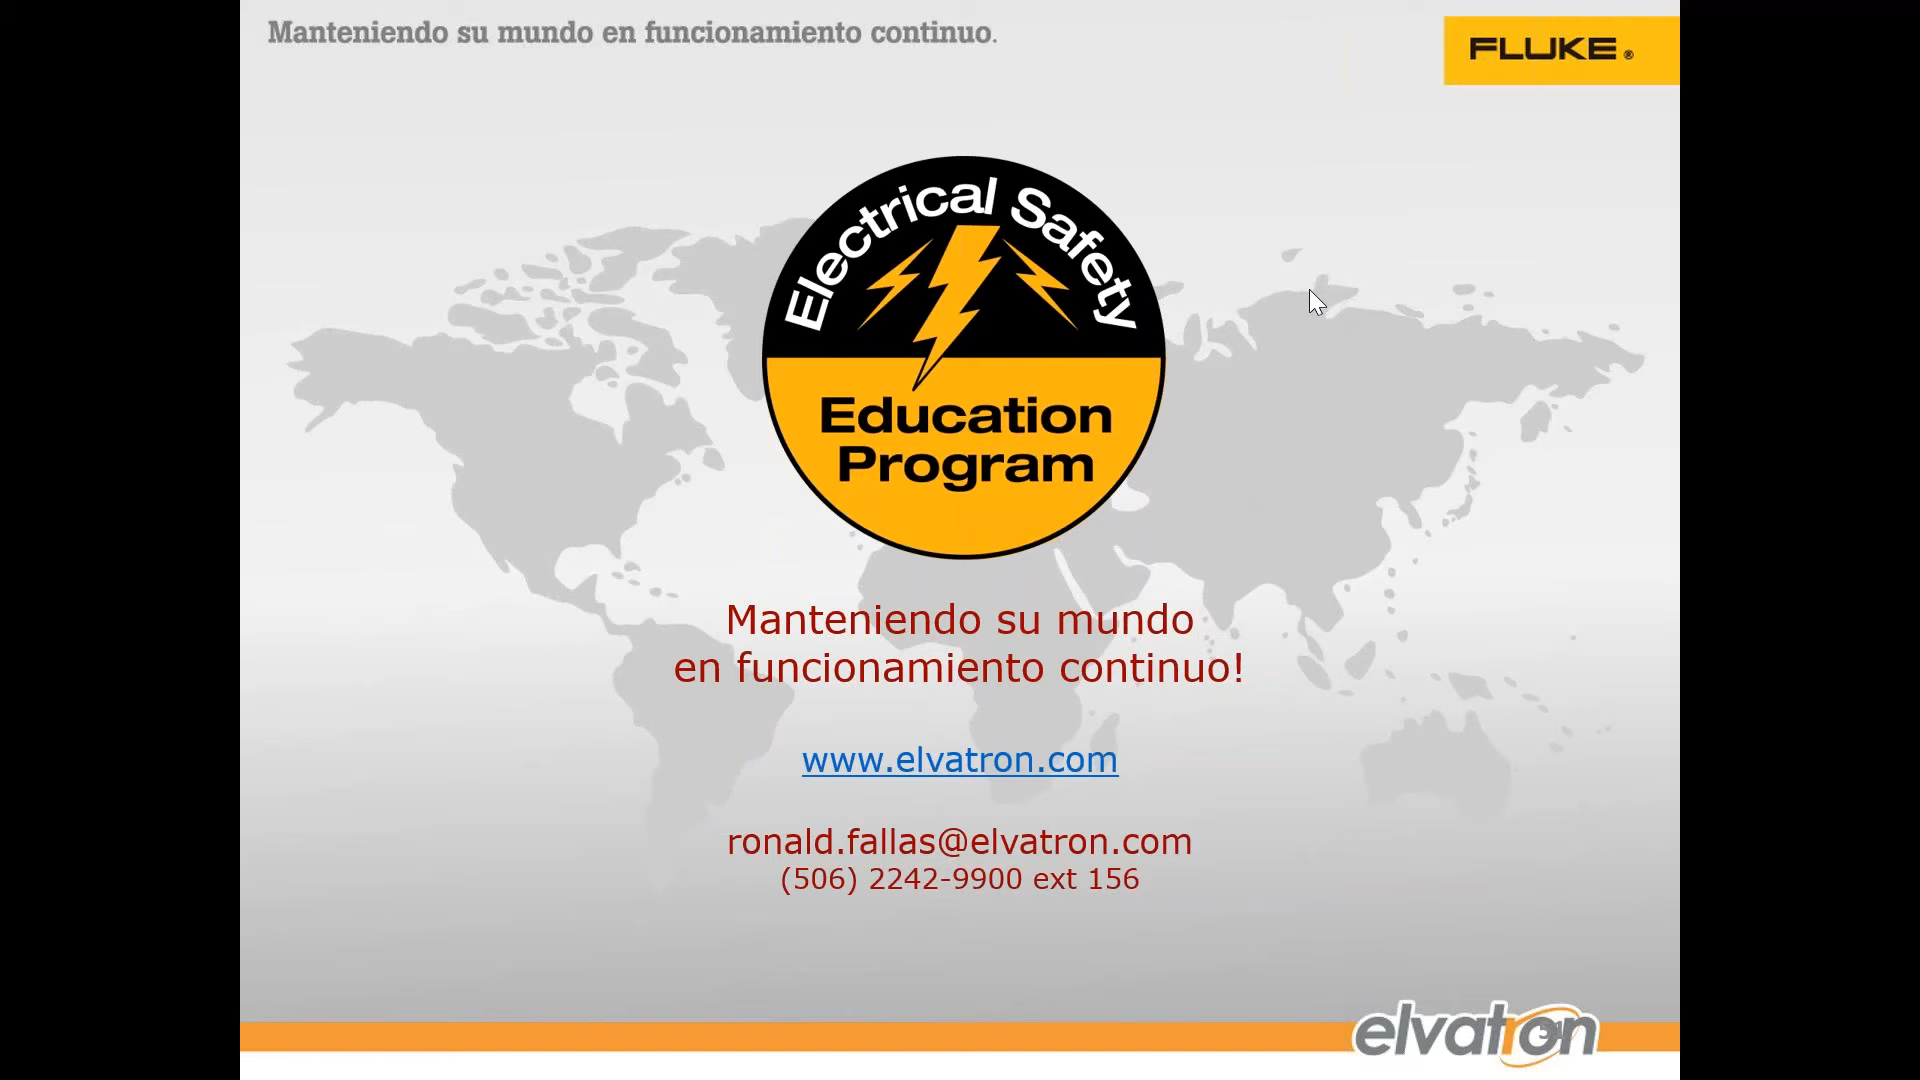 Manteniendo su mundo en funcionamiento continuo.
FLUKE®
Electrical Safety
Education
Program
Manteniendo su mundo
en funcionamiento continuo!
www.elvatron.com
ronald.fallas@elvatron.com
(506) 2242-9900 ext 156
elvatron